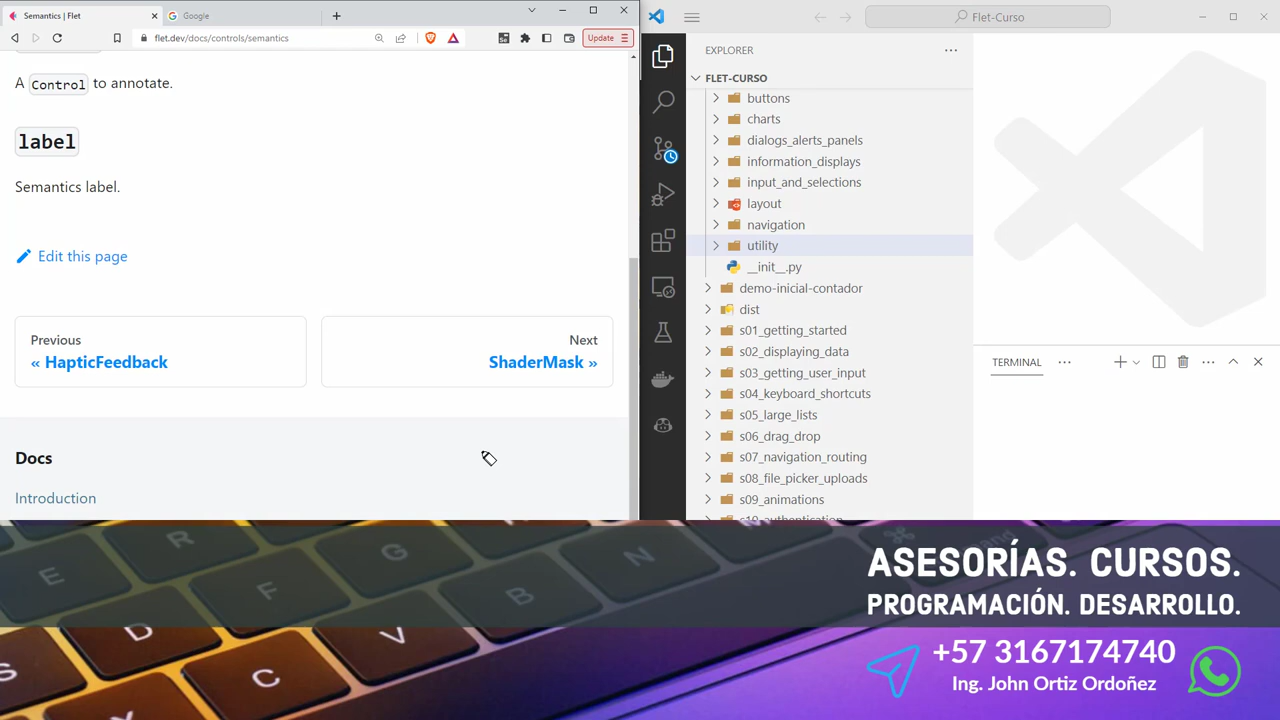 Semantics | Flet
Google
flet.dev/docs/controls/semantics
Update
A Control to annotate.
label
Semantics label.
Edit this page
Previous
« HapticFeedback
Next
ShaderMask »
Docs
Introduction
Flet-Curso
EXPLORER
FLET-CURSO
buttons
charts
dialogs_alerts_panels
information_displays
input_and_selections
layout
navigation
utility
__init__.py
demo-inicial-contador
dist
s01_getting_started
s02_displaying_data
s03_getting_user_input
s04_keyboard_shortcuts
s05_large_lists
s06_drag_drop
s07_navigation_routing
s08_file_picker_uploads
s09_animations
s10_authentication
TERMINAL
E
R
G
N
F
B
D
V
C
S
ASESORÍAS. CURSOS.
PROGRAMACIÓN. DESARROLLO.
+57 3167174740
Ing. John Ortiz Ordoñez